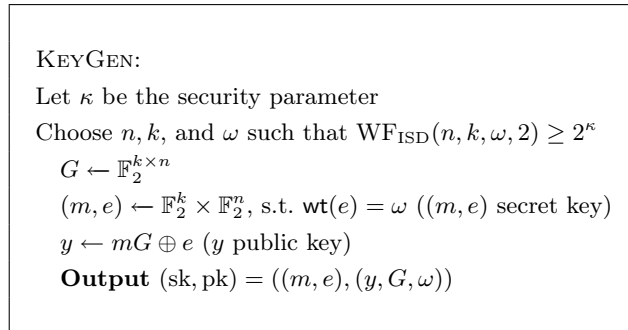 KEYGEN:
Let κ be the security parameter
Choose n, k, and ω such that WF_ISD(n, k, ω, 2) ≥ 2^κ
G ← 𝔽_2^{k×n}
(m, e) ← 𝔽_2^k × 𝔽_2^n, s.t. wt(e) = ω ((m, e) secret key)
y ← mG ⊕ e (y public key)
Output (sk, pk) = ((m, e), (y, G, ω))